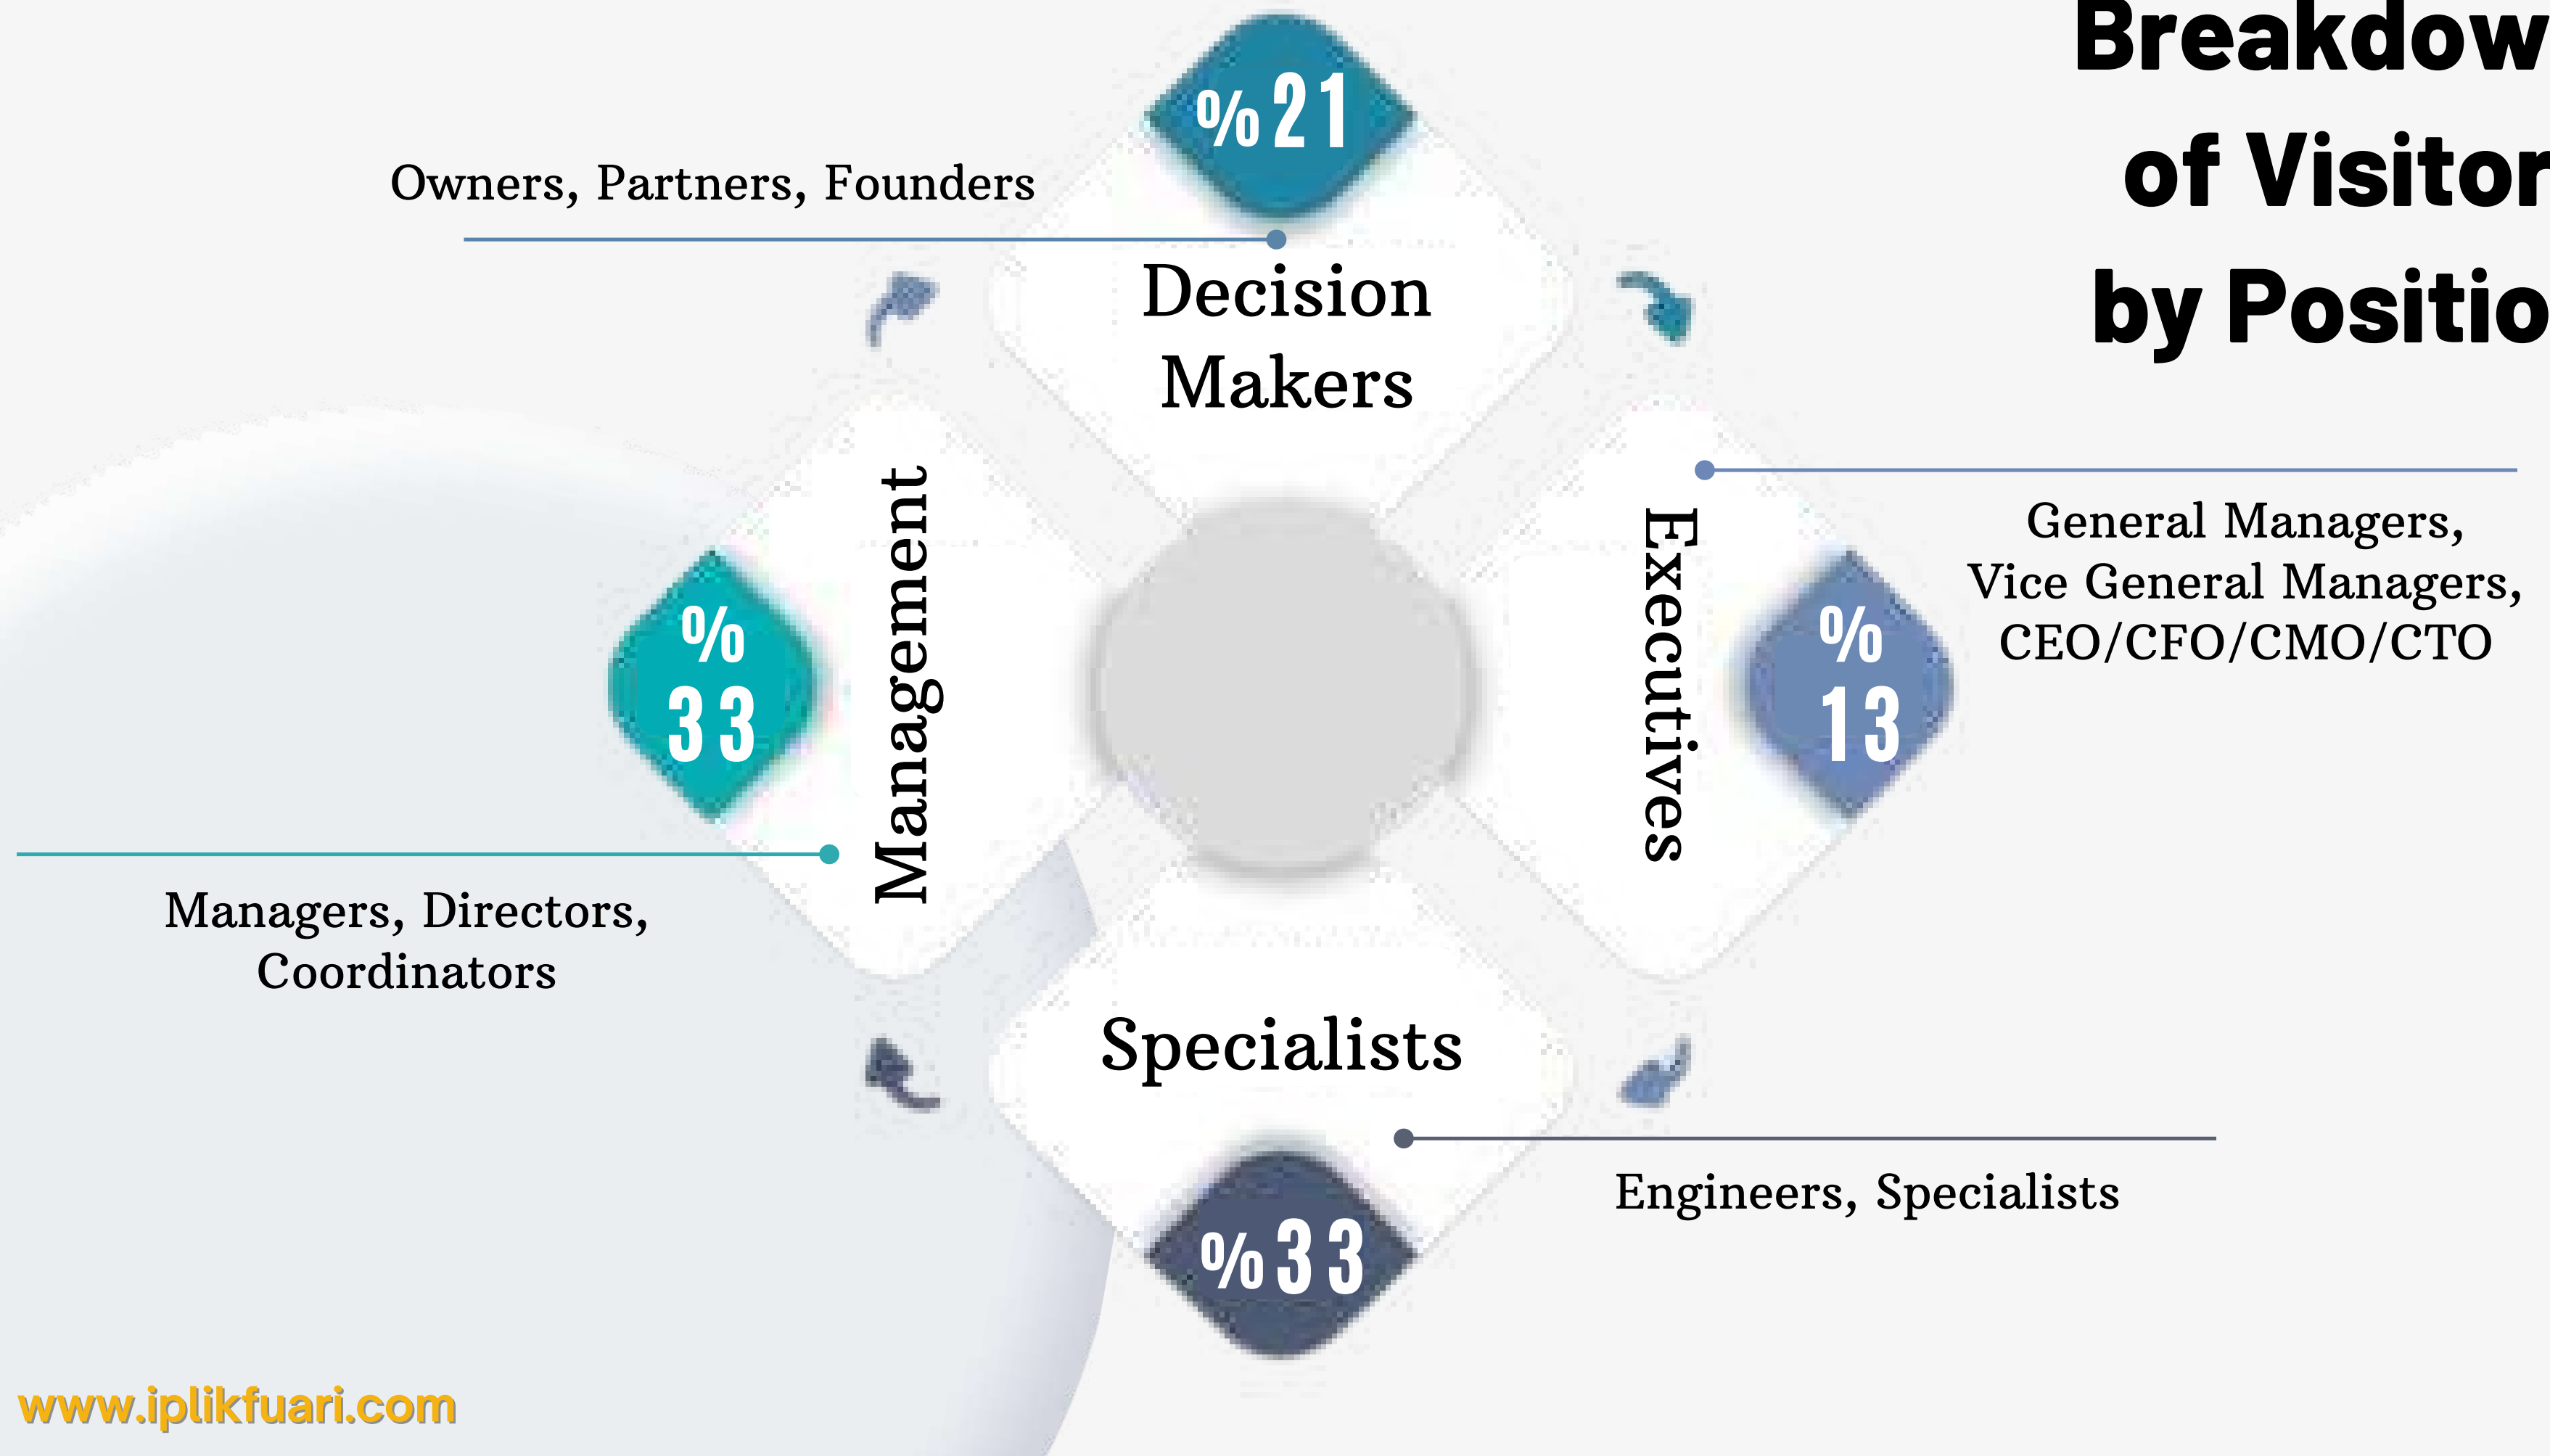 Breakdow
of Visitor
by Positio
%21
Owners, Partners, Founders
Decision
Makers
Management
%
33
Managers, Directors,
Coordinators
Executives
%
13
General Managers,
Vice General Managers,
CEO/CFO/CMO/CTO
Specialists
Engineers, Specialists
%33
www.iplikfuari.com